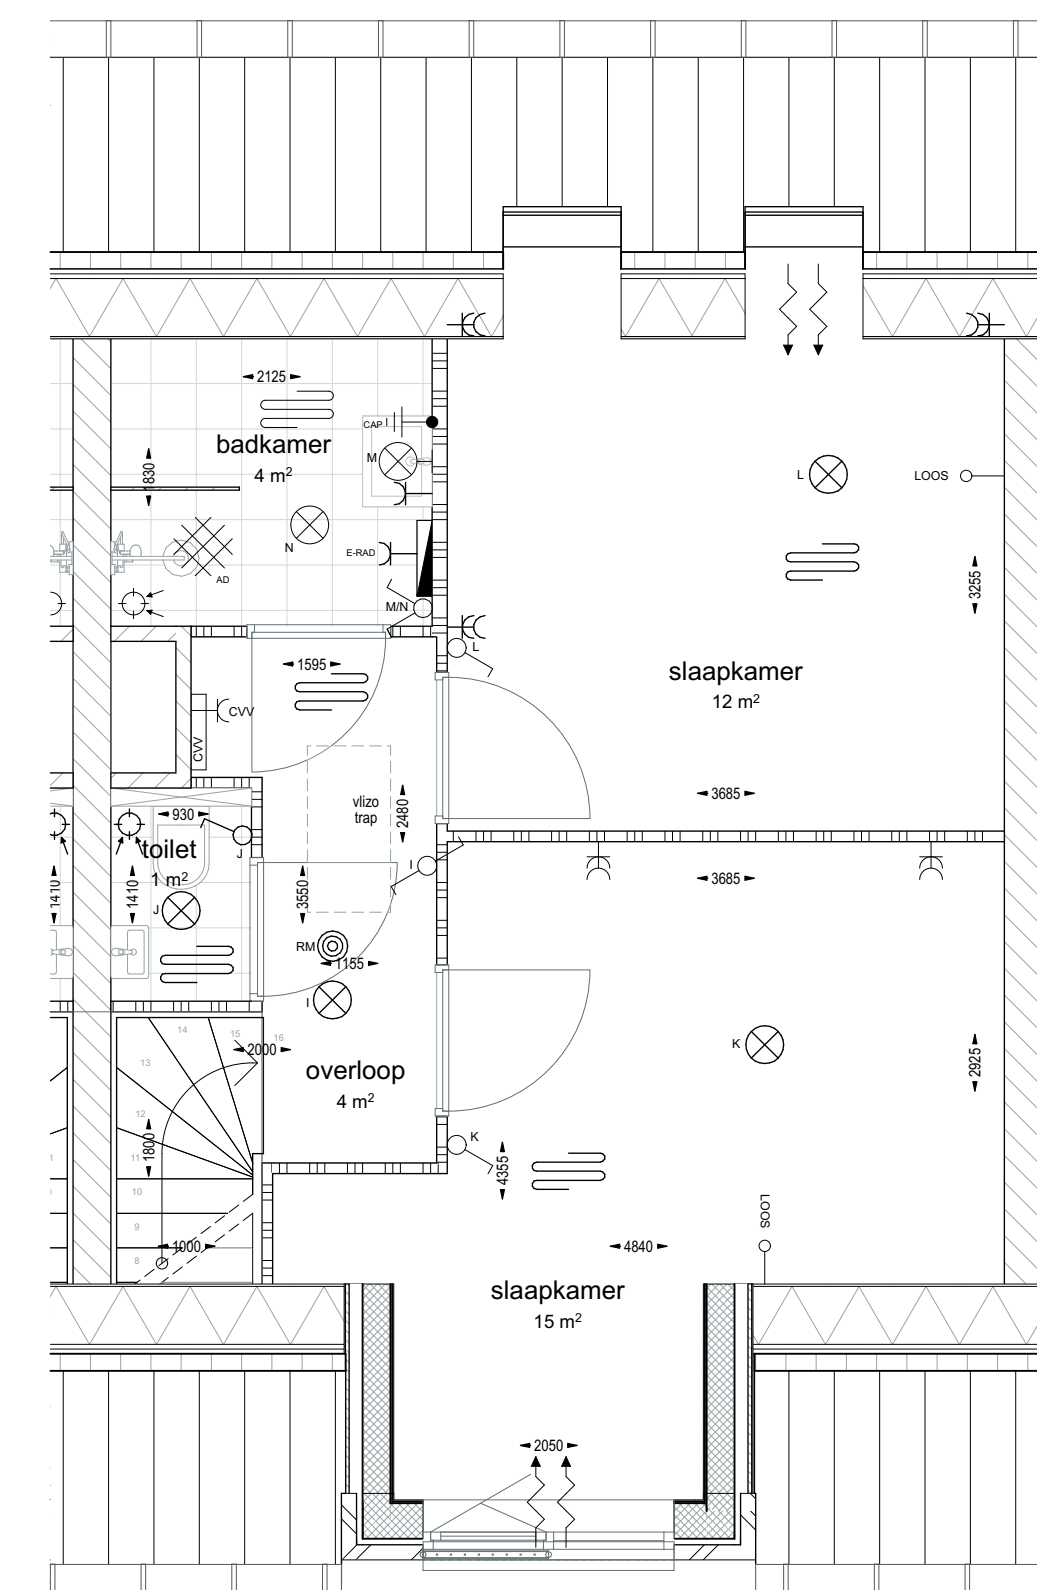 2125
CAP
badkamer
M
4 m²
1830
L
LOOS
N
E-RAD
AD
3255
M/N
L
1595
slaapkamer
12 m²
CVV
CVV
3685
vlizo
trap
2480
930
J
toilet
1 m²
I
3685
1410
1410
3550
J
RM
1155
I
14
15
16
2000
K
13
overloop
4 m²
2925
12
1800
11
K
4355
10
LOOS
9
1000
4840
8
slaapkamer
15 m²
2050